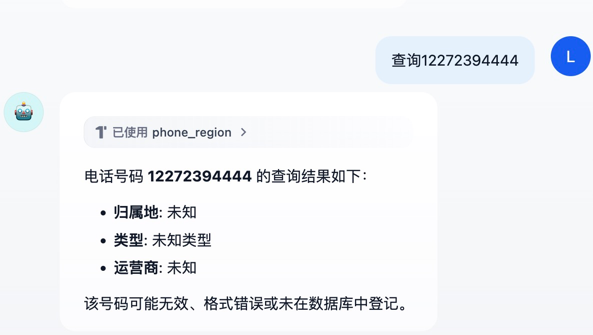 查询12272394444
L
已使用 phone_region >
电话号码 12272394444 的查询结果如下:
• 归属地: 未知
• 类型: 未知类型
• 运营商: 未知
该号码可能无效、格式错误或未在数据库中登记。